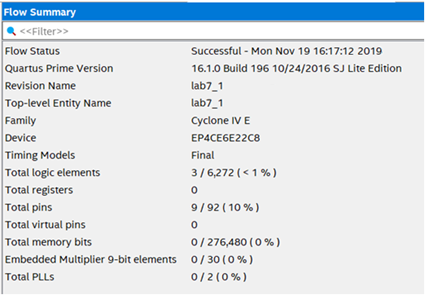 Flow Summary
<<Filter>>
Flow Status Successful - Mon Nov 19 16:17:12 2019
Quartus Prime Version 16.1.0 Build 196 10/24/2016 SJ Lite Edition
Revision Name lab7_1
Top-level Entity Name lab7_1
Family Cyclone IV E
Device EP4CE6E22C8
Timing Models Final
Total logic elements 3 / 6,272 ( < 1 % )
Total registers 0
Total pins 9 / 92 ( 10 % )
Total virtual pins 0
Total memory bits 0 / 276,480 ( 0 % )
Embedded Multiplier 9-bit elements 0 / 30 ( 0 % )
Total PLLs 0 / 2 ( 0 % )